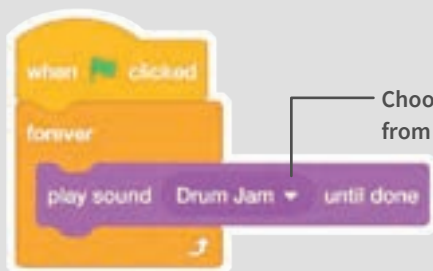 when clicked
forever
Choo
from
play sound Drum Jam until done